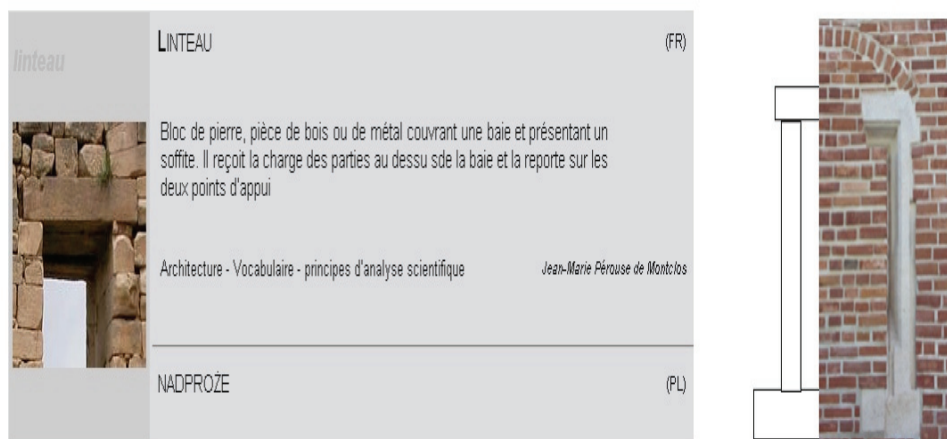 linteau
LINTEAU (FR)
Bloc de pierre, pièce de bois ou de métal couvrant une baie et présentant un
soffite. Il reçoit la charge des parties au dessu sde la baie et la reporte sur les
deux points d'appui
Architecture - Vocabulaire - principes d'analyse scientifique Jean-Marie Pérouse de Montclos
NADPROŻE (PL)